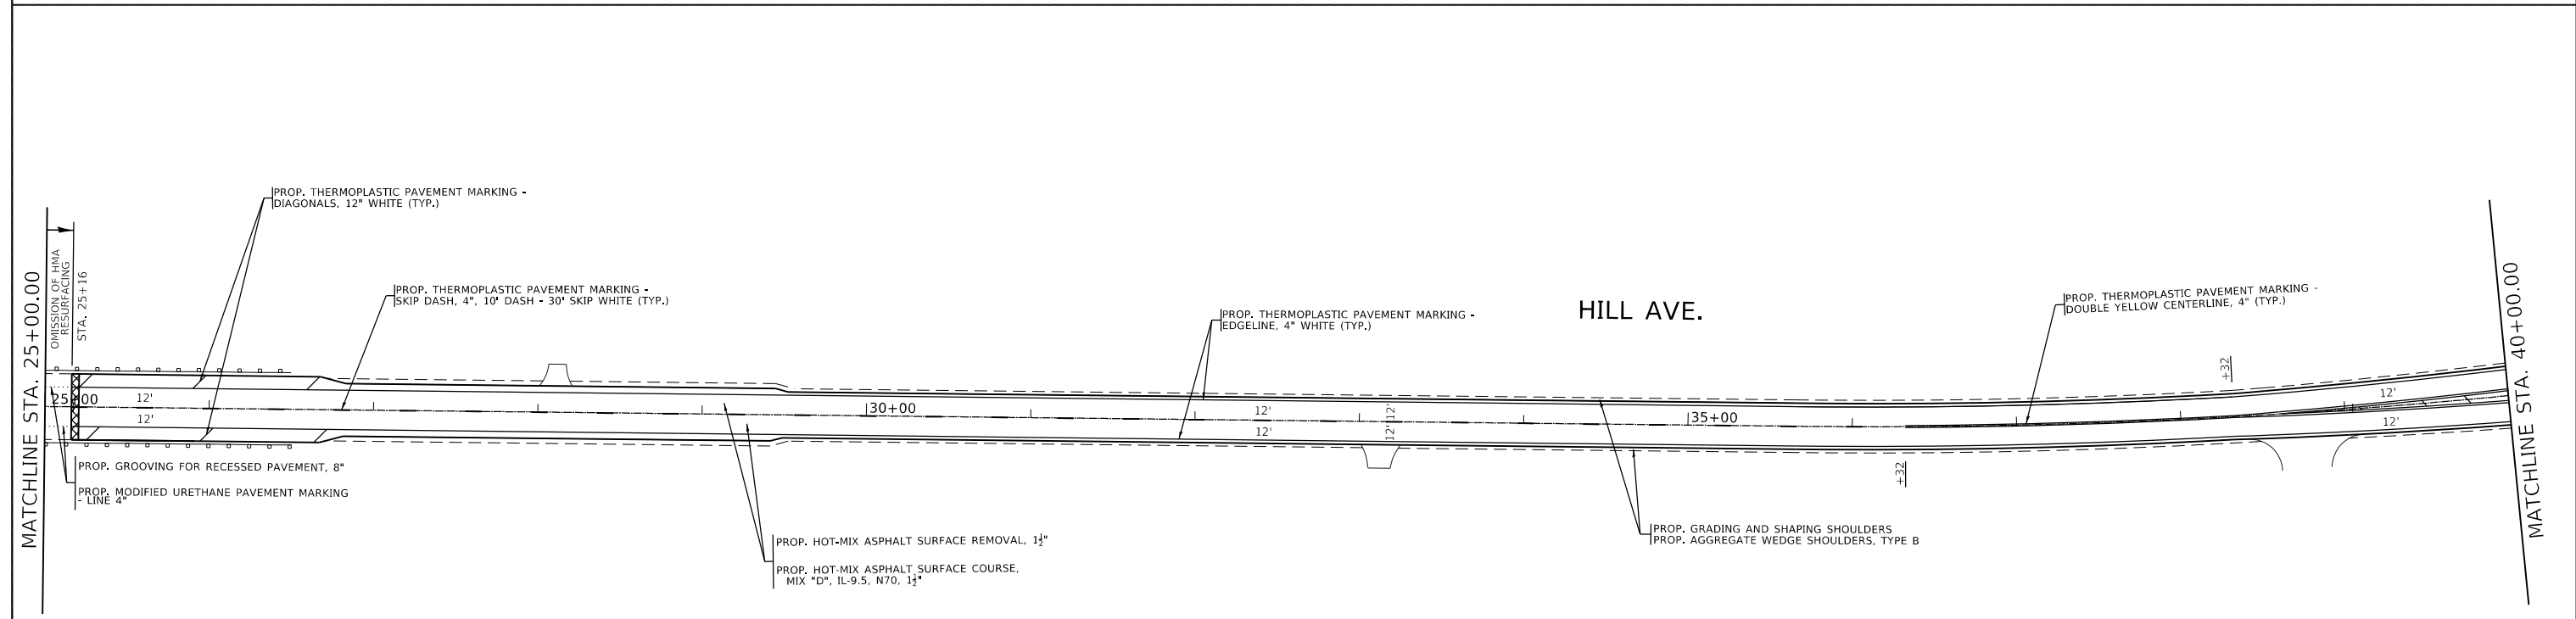 MATCHLINE STA. 25+00.00
OMISSION OF HMA
RESURFACING
STA. 25+16
PROP. THERMOPLASTIC PAVEMENT MARKING -
DIAGONALS, 12" WHITE (TYP.)
PROP. THERMOPLASTIC PAVEMENT MARKING -
SKIP DASH, 4", 10' DASH - 30' SKIP WHITE (TYP.)
PROP. THERMOPLASTIC PAVEMENT MARKING -
EDGELINE, 4" WHITE (TYP.)
HILL AVE.
PROP. THERMOPLASTIC PAVEMENT MARKING -
DOUBLE YELLOW CENTERLINE, 4" (TYP.)
MATCHLINE STA. 40+00.00
25+00
12'
12'
30+00
12'
12'
12'
12'
35+00
+32
+32
12'
12'
PROP. GROOVING FOR RECESSED PAVEMENT, 8"
PROP. MODIFIED URETHANE PAVEMENT MARKING
- LINE 4"
PROP. HOT-MIX ASPHALT SURFACE REMOVAL, 1½"
PROP. HOT-MIX ASPHALT SURFACE COURSE,
MIX "D", IL-9.5, N70, 1½"
PROP. GRADING AND SHAPING SHOULDERS
PROP. AGGREGATE WEDGE SHOULDERS, TYPE B